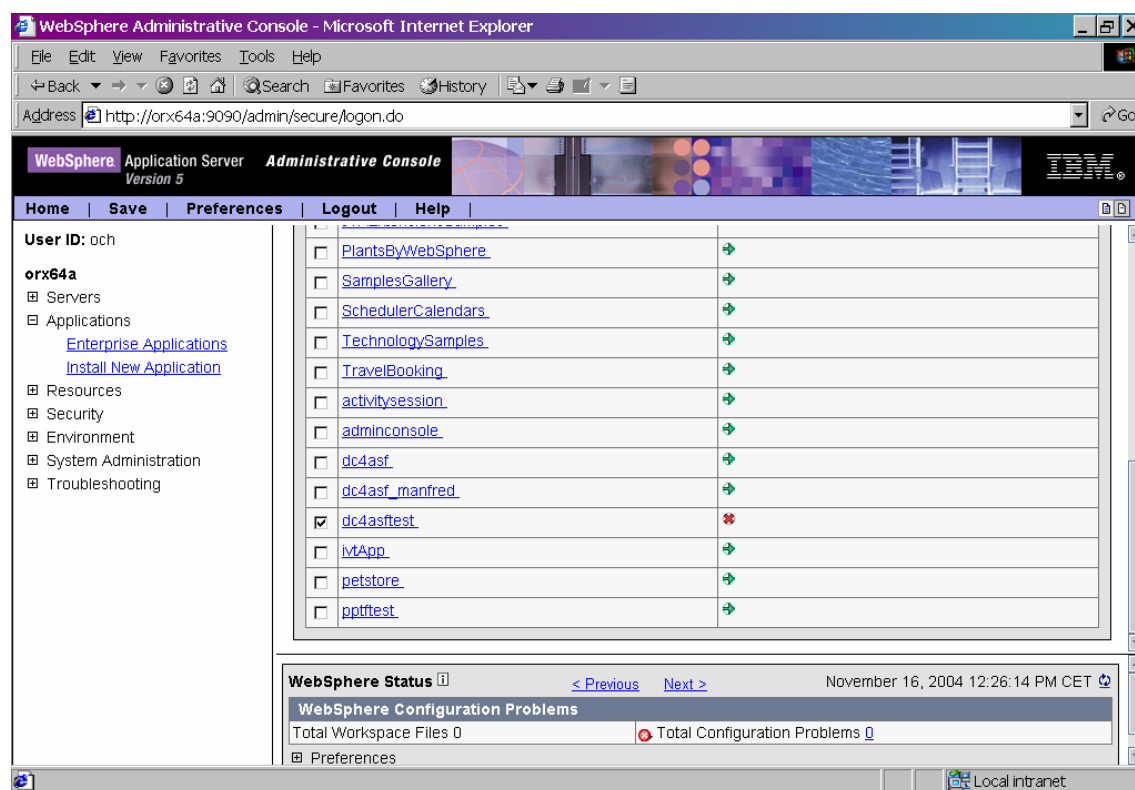 WebSphere Administrative Console - Microsoft Internet Explorer
File Edit View Favorites Tools Help
Back Search Favorites History
Address http://orx64a:9090/admin/secure/logon.do Go
WebSphere Application Server Administrative Console
Version 5
IBM®
Home | Save | Preferences | Logout | Help |
User ID: och
orx64a
Servers
Applications
Enterprise Applications
Install New Application
Resources
Security
Environment
System Administration
Troubleshooting
PlantsByWebSphere
SamplesGallery
SchedulerCalendars
TechnologySamples
TravelBooking
activitysession
adminconsole
dc4asf
dc4asf_manfred
dc4asftest
ivtApp
petstore
pptftest
WebSphere Status i < Previous Next > November 16, 2004 12:26:14 PM CET
WebSphere Configuration Problems
Total Workspace Files 0 Total Configuration Problems 0
Preferences
Local intranet